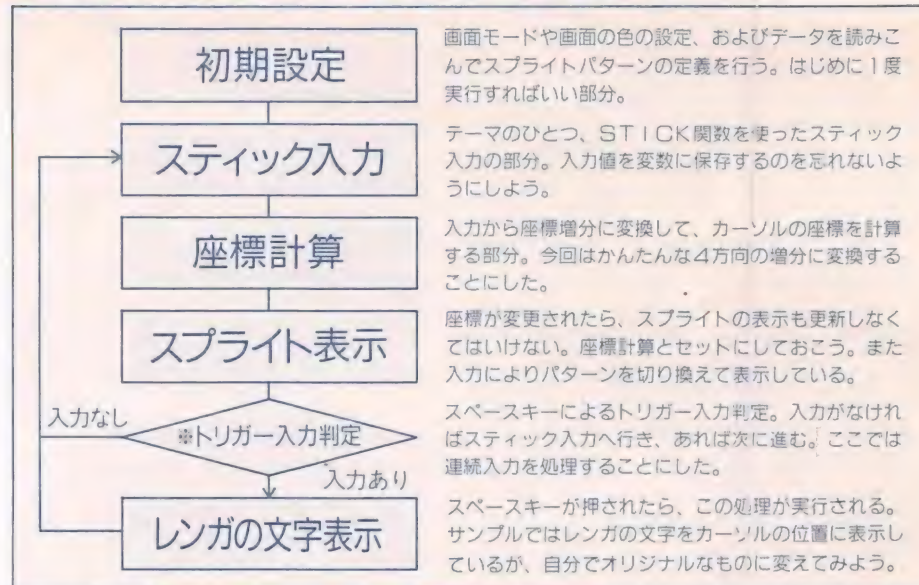 初期設定
画面モードや画面の色の設定、およびデータを読みこ
んでスプライトパターンの定義を行う。はじめに1度
実行すればいい部分。
スティック入力
テーマのひとつ、STICK関数を使ったスティック
入力の部分。入力値を変数に保存するのを忘れないよ
うにしよう。
座標計算
入力から座標増分に変換して、カーソルの座標を計算
する部分。今回はかんたんな4方向の増分に変換する
ことにした。
スプライト表示
座標が変更されたら、スプライトの表示も更新しなく
てはいけない。座標計算とセットにしておこう。また
入力によりパターンを切り換えて表示している。
入力なし
※トリガー入力判定
入力あり
スペースキーによるトリガー入力判定。入力がなけれ
ばスティック入力へ行き、あれば次に進む。ここでは
連続入力を処理することにした。
レンガの文字表示
スペースキーが押されたら、この処理が実行される。
サンプルではレンガの文字をカーソルの位置に表示し
ているが、自分でオリジナルなものに変えてみよう。